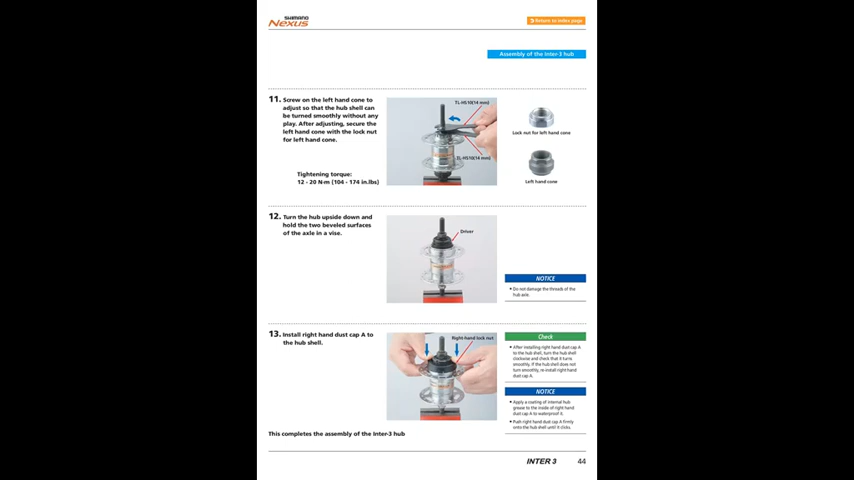 SHIMANO
NEXUS
Return to index page
Assembly of the Inter-3 hub
11. Screw on the left hand cone to
adjust so that the hub shell can
be turned smoothly without any
play. After adjusting, secure the
left hand cone with the lock nut
for left hand cone.
Tightening torque:
12 - 20 N·m (104 - 174 in.lbs)
TL-HS10(14 mm)
TL-HS10(14 mm)
Lock nut for left hand cone
Left hand cone
12. Turn the hub upside down and
hold the two beveled surfaces
of the axle in a vise.
Driver
NOTICE
• Do not damage the threads of the
hub axle.
13. Install right hand dust cap A to
the hub shell.
Right-hand lock nut
Check
• After installing right hand dust cap A
to the hub shell, turn the hub shell
clockwise and check that it turns
smoothly. If the hub shell does not
turn smoothly, re-install right hand
dust cap A.
NOTICE
• Apply a coating of internal hub
grease to the inside of right hand
dust cap A to waterproof it.
• Push right hand dust cap A firmly
onto the hub shell until it clicks.
This completes the assembly of the Inter-3 hub
INTER 3
44